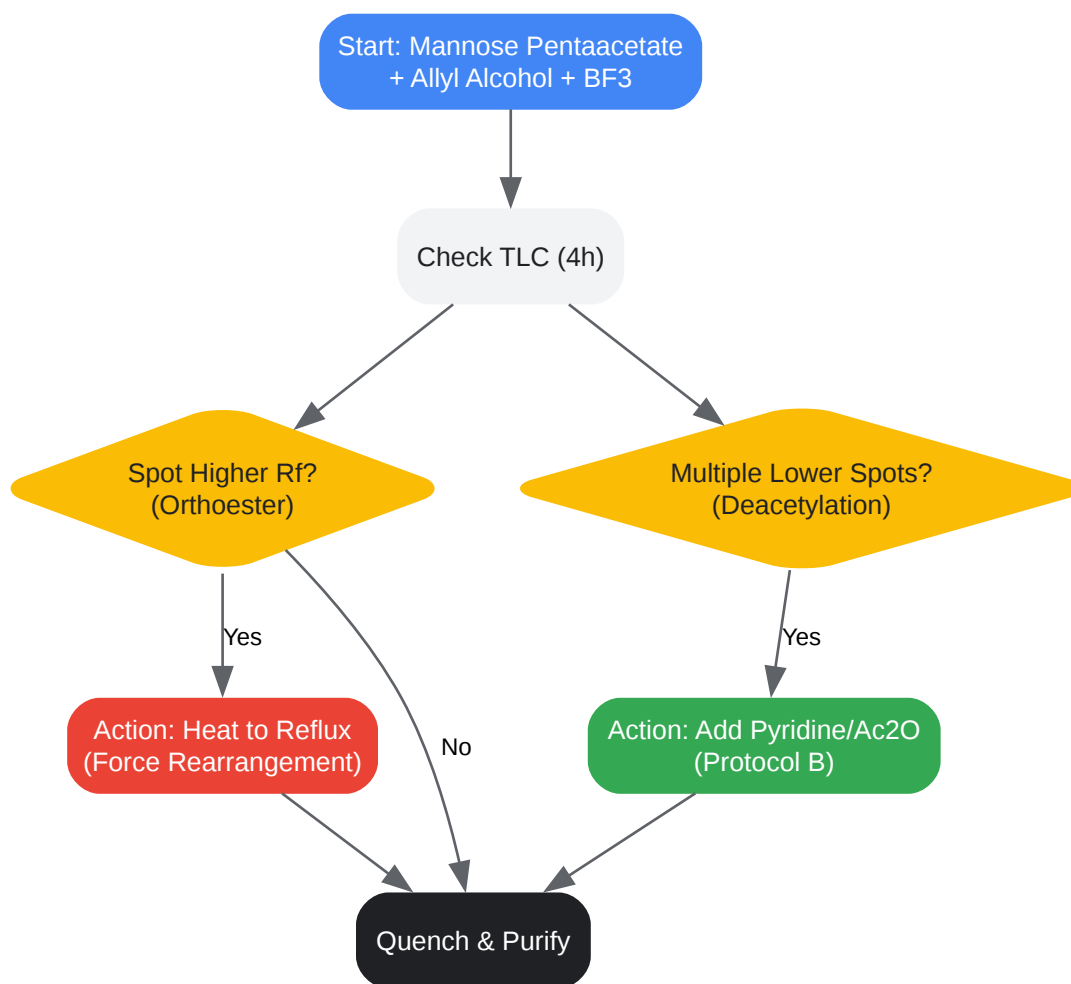 Start: Mannose Pentaacetate
+ Allyl Alcohol + BF3
Check TLC (4h)
Spot Higher Rf?
(Orthoester)
Multiple Lower Spots?
(Deacetylation)
Yes
Yes
Action: Heat to Reflux
(Force Rearrangement)
No
Action: Add Pyridine/Ac2O
(Protocol B)
Quench & Purify